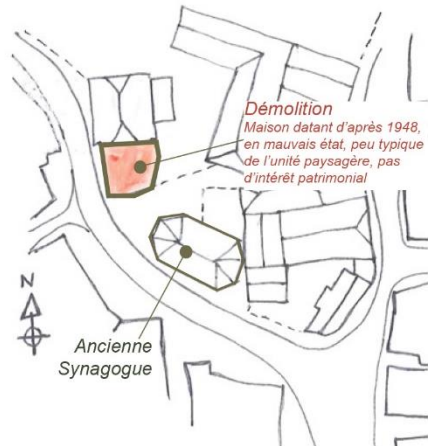 Démolition
Maison datant d'après 1948,
en mauvais état, peu typique
de l'unité paysagère, pas
d'intérêt patrimonial
N
Ancienne
Synagogue